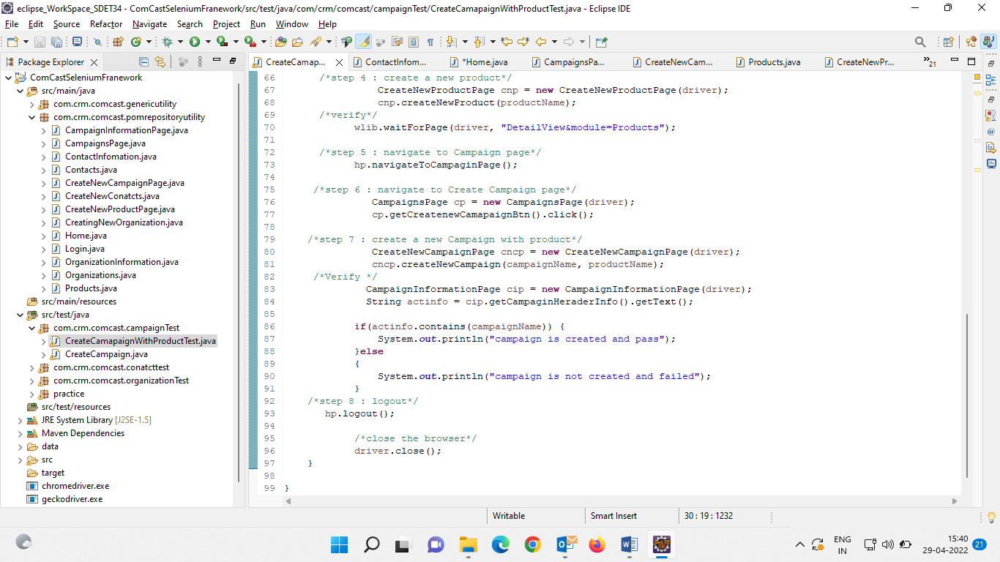 eclipse_WorkSpace_SDET34 - ComCastSeleniumFranework/src/test/java/com/crm/comcast/campaignTest/CreateCamapaignWithProductTest.java - Eclipse IDE
File Edit Source Refactor Navigate Search Project Run Window Help
Package Explorer
CreateCamap... ContactInfom... *Home.java CampaignsPa... CreateNewCam... Products.java CreateNewPr... 21
ComCastSeleniumFranework
src/main/java
com.crm.comcast.genericutility
com.crm.comcast.pomrepositoryutility
CampaignInformationPage.java
CampaignsPage.java
ContactInfomation.java
Contacts.java
CreateNewCampaignPage.java
CreateNewConatcts.java
CreateNewProductPage.java
CreatingNewOrganization.java
Home.java
Login.java
OrganizationInformation.java
Organizations.java
Products.java
src/main/resources
src/test/java
com.crm.comcast.campaignTest
CreateCamapaignWithProductTest.java
CreateCampaign.java
com.crm.comcast.conatcttest
com.crm.comcast.organizationTest
practice
src/test/resources
JRE System Library [J2SE-1.5]
Maven Dependencies
data
src
target
chromedriver.exe
geckodriver.exe
66 /*step 4 : create a new product*/
67 CreateNewProductPage cnp = new CreateNewProductPage(driver);
68 cnp.createNewProduct(productName);
69 /*verify*/
70 wlib.waitForPage(driver, "DetailView&module=Products");
71
72 /*step 5 : navigate to Campaign page*/
73 hp.navigateToCampaginPage();
74
75 /*step 6 : navigate to Create Campaign page*/
76 CampaignsPage cp = new CampaignsPage(driver);
77 cp.getCreatenewCamapaignBtn().click();
78
79 /*step 7 : create a new Campaign with product*/
80 CreateNewCampaignPage cncp = new CreateNewCampaignPage(driver);
81 cncp.createNewCampaign(campaignName, productName);
82 /*Verify */
83 CampaignInformationPage cip = new CampaignInformationPage(driver);
84 String actinfo = cip.getCampaginHeraderInfo().getText();
85
86 if(actinfo.contains(campaignName)) {
87 System.out.println("campaign is created and pass");
88 }else
89 {
90 System.out.println("campaign is not created and failed");
91 }
92 /*step 8 : logout*/
93 hp.logout();
94
95 /*close the browser*/
96 driver.close();
97 }
98
99 }
Writable Smart Insert 30 : 19 : 1232
ENG
IN
15:40
29-04-2022
21